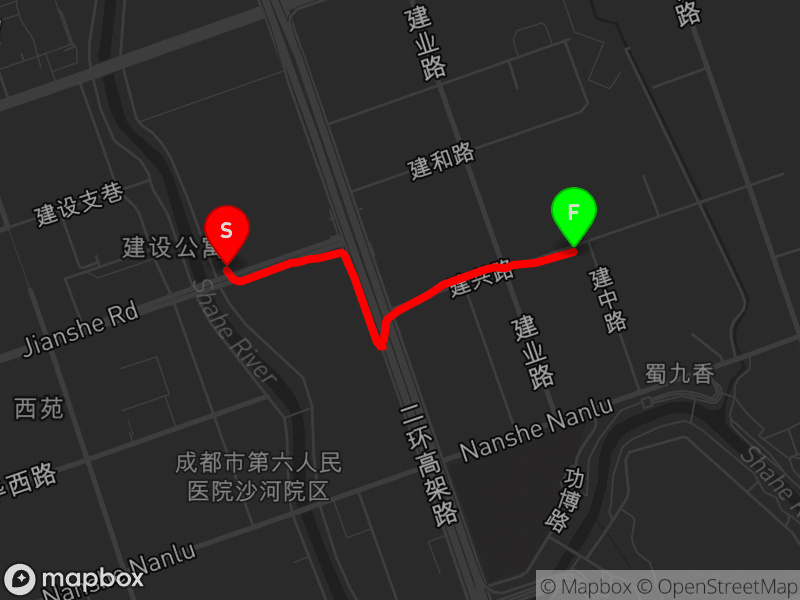 建业路
路
建和路
建设支巷
S
F
建设公寓
建兴路
建中路
Jianshe Rd
Shahe River
建业路
蜀九香
西苑
二环高架路
Nanshe Nanlu
成都市第六人民
医院沙河院区
西路
功博路
Shahe
Nanshe Nanlu
mapbox
© Mapbox © OpenStreetMap